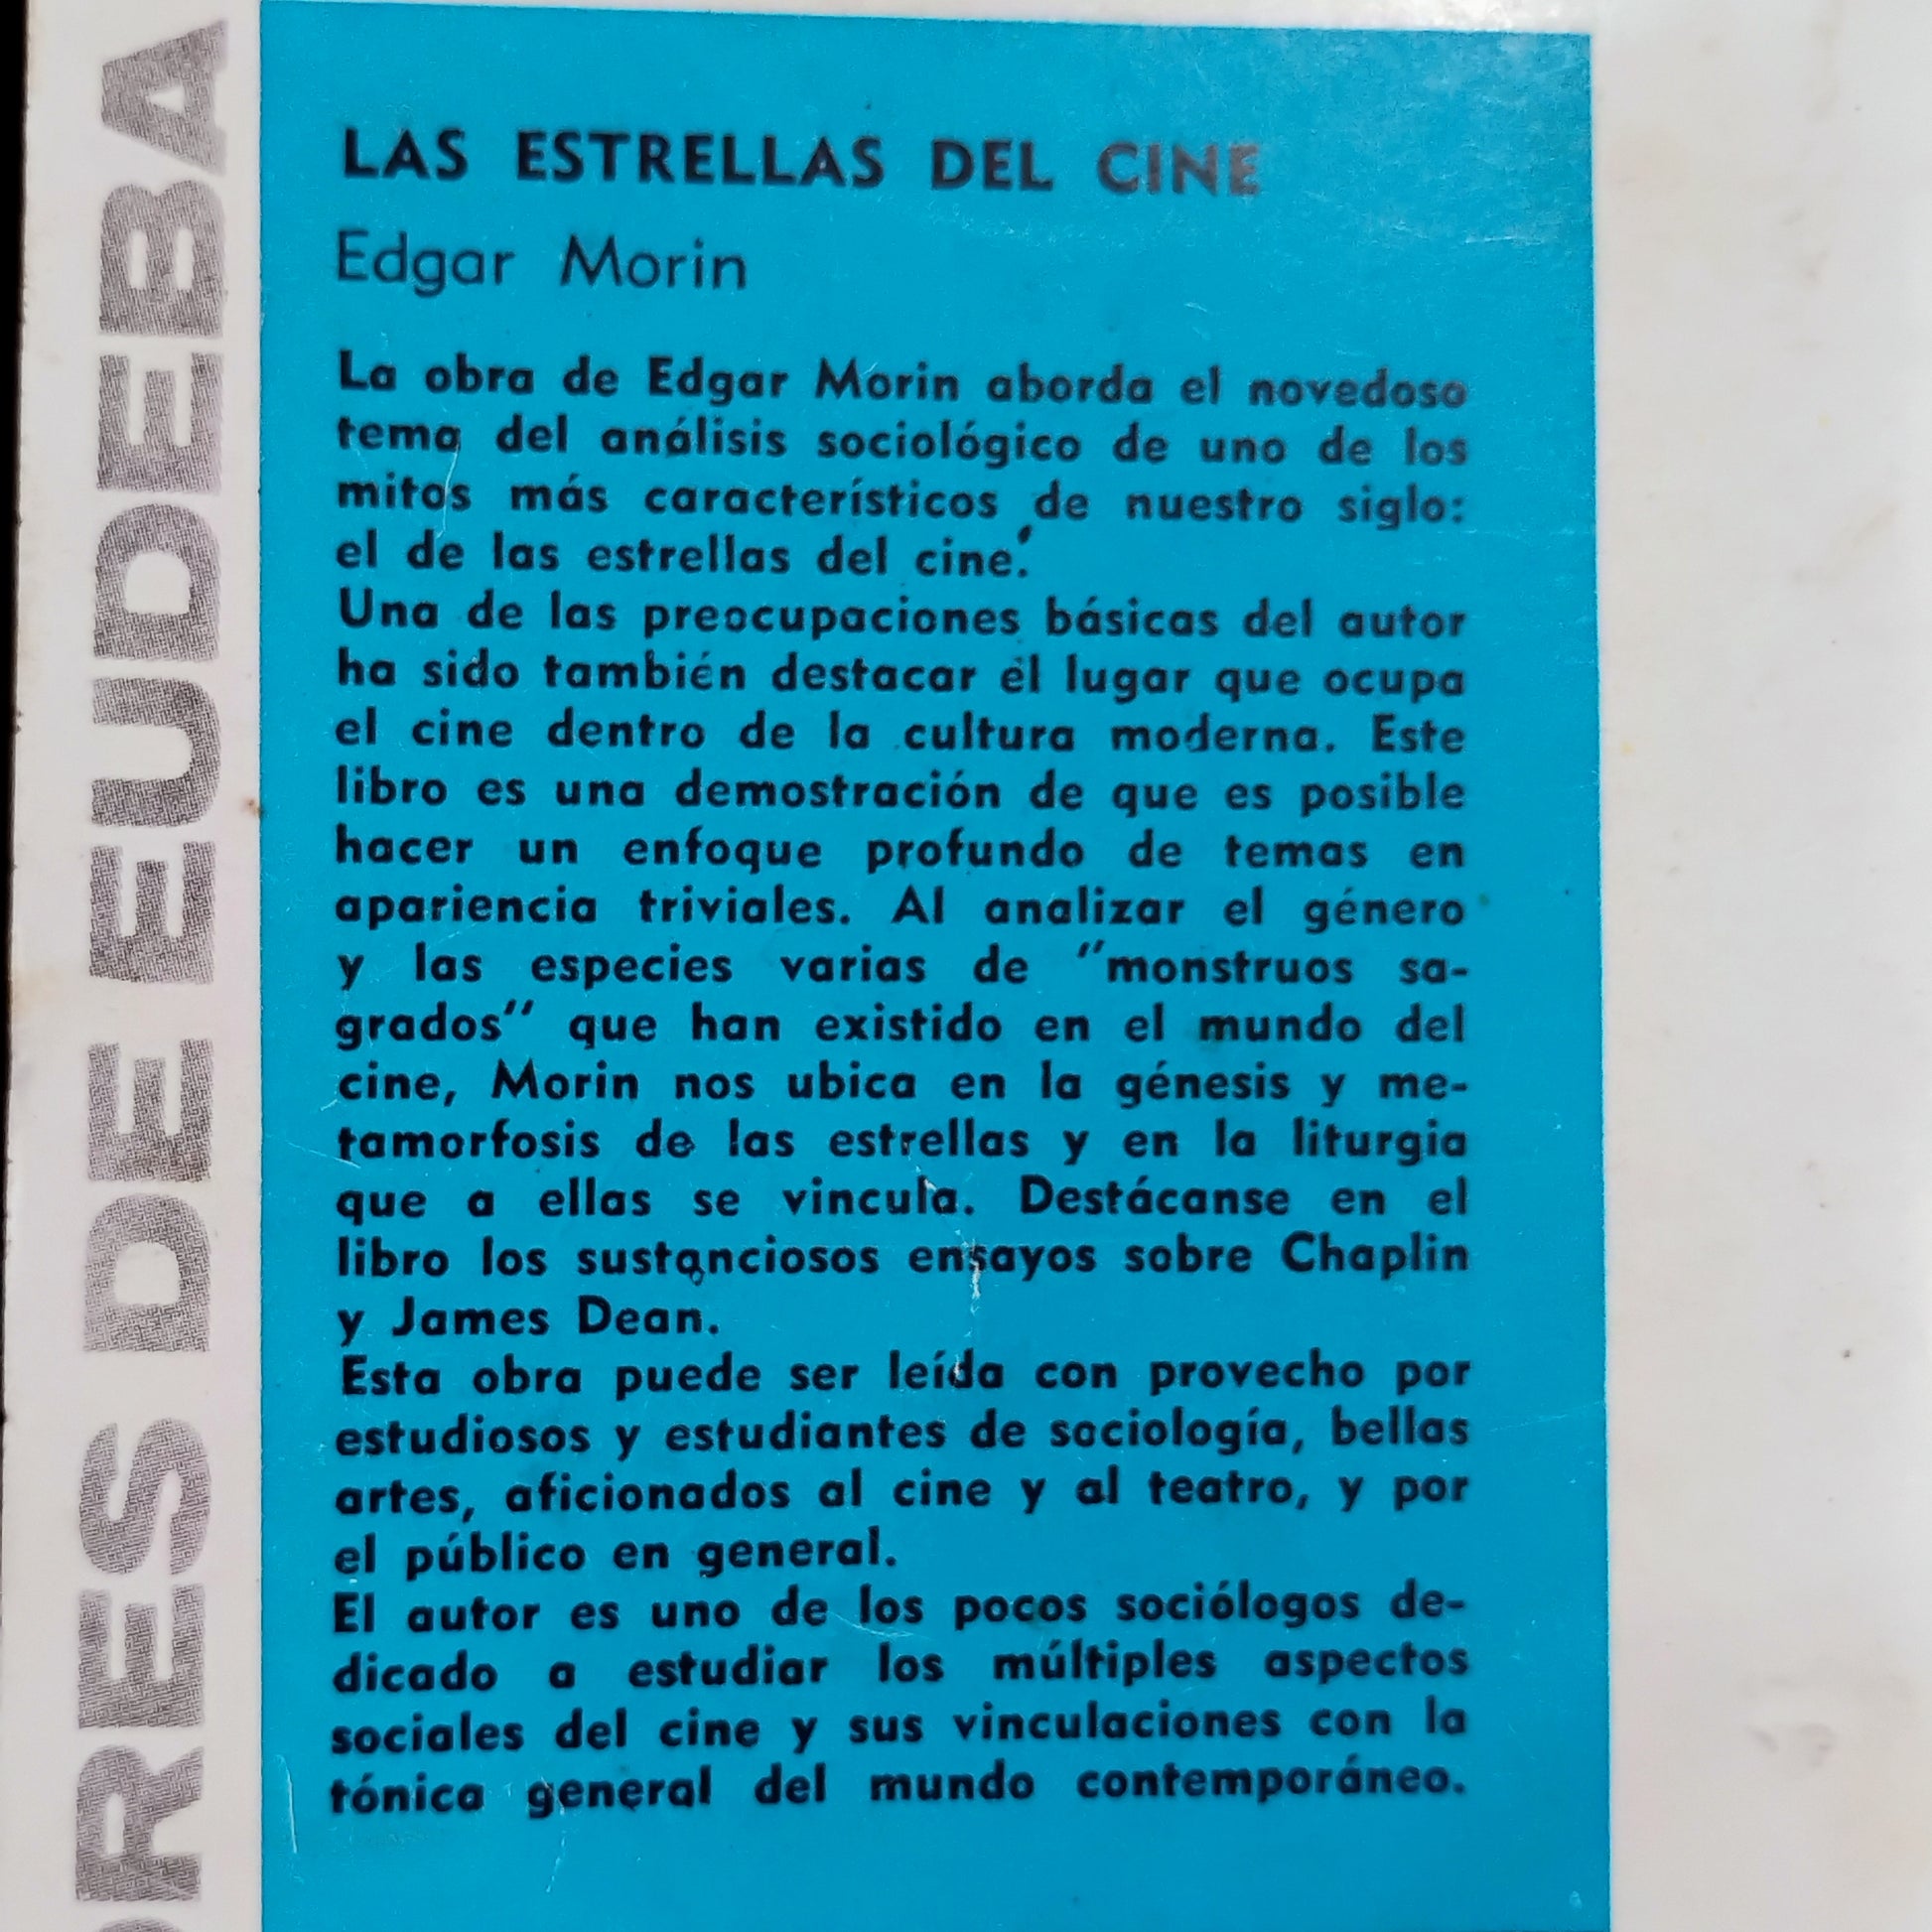 RES DE EUDEBA
LAS ESTRELLAS DEL CINE
Edgar Morin
La obra de Edgar Morin aborda el novedoso
tema del análisis sociológico de uno de los
mitos más característicos de nuestro siglo:
el de las estrellas del cine.
Una de las preocupaciones básicas del autor
ha sido también destacar el lugar que ocupa
el cine dentro de la cultura moderna. Este
libro es una demostración de que es posible
hacer un enfoque profundo de temas en
apariencia triviales. Al analizar el género
y las especies varias de "monstruos sa-
grados" que han existido en el mundo del
cine, Morin nos ubica en la génesis y me-
tamorfosis de las estrellas y en la liturgia
que a ellas se vincula. Destácanse en el
libro los sustanciosos ensayos sobre Chaplin
y James Dean.
Esta obra puede ser leída con provecho por
estudiosos y estudiantes de sociología, bellas
artes, aficionados al cine y al teatro, y por
el público en general.
El autor es uno de los pocos sociólogos de-
dicado a estudiar los múltiples aspectos
sociales del cine y sus vinculaciones con la
tónica general del mundo contemporáneo.